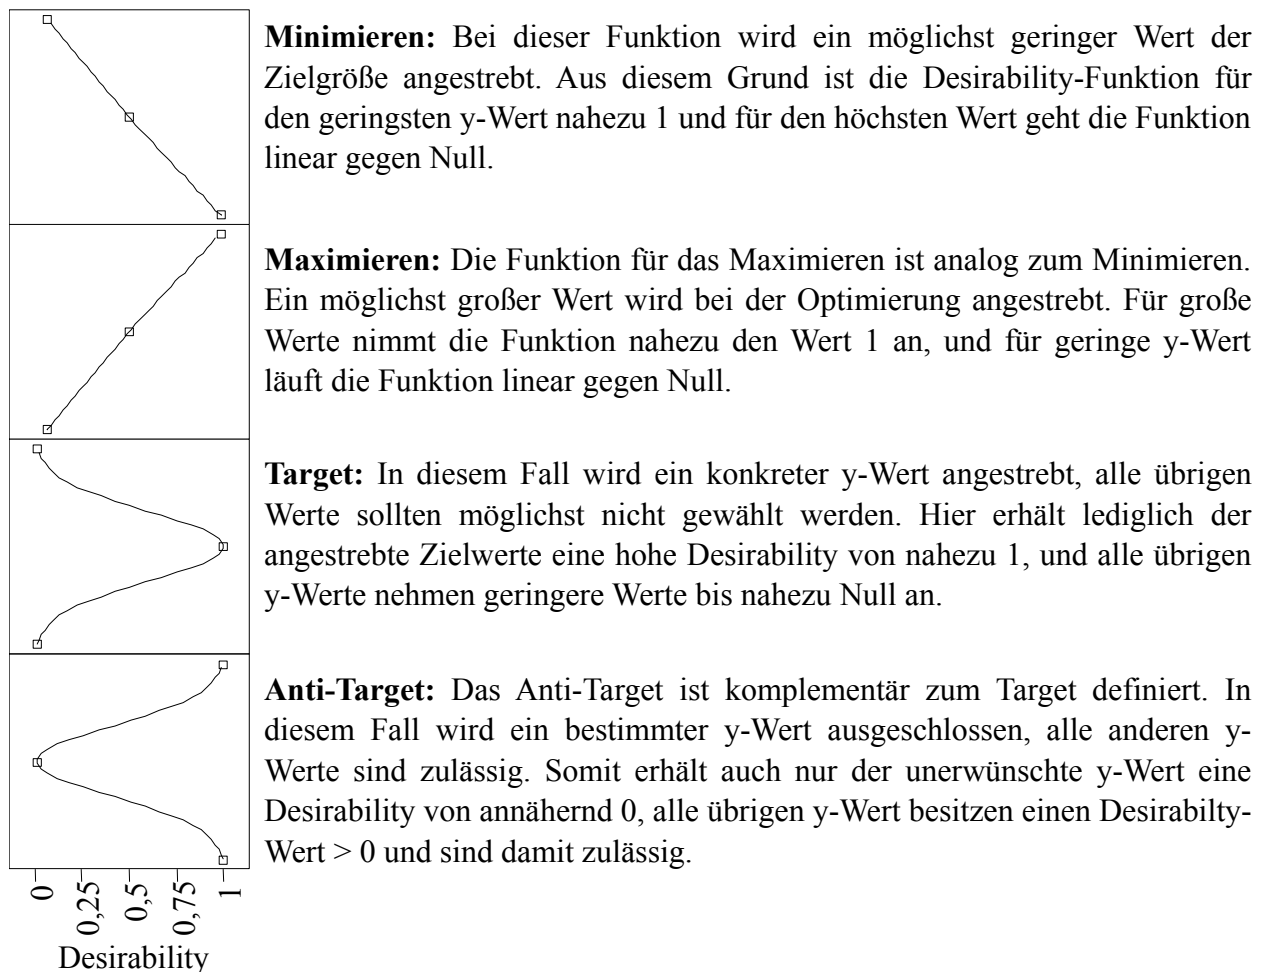 Minimieren: Bei dieser Funktion wird ein möglichst geringer Wert der
Zielgröße angestrebt. Aus diesem Grund ist die Desirability-Funktion für
den geringsten y-Wert nahezu 1 und für den höchsten Wert geht die Funktion
linear gegen Null.
Maximieren: Die Funktion für das Maximieren ist analog zum Minimieren.
Ein möglichst großer Wert wird bei der Optimierung angestrebt. Für große
Werte nimmt die Funktion nahezu den Wert 1 an, und für geringe y-Wert
läuft die Funktion linear gegen Null.
Target: In diesem Fall wird ein konkreter y-Wert angestrebt, alle übrigen
Werte sollten möglichst nicht gewählt werden. Hier erhält lediglich der
angestrebte Zielwerte eine hohe Desirability von nahezu 1, und alle übrigen
y-Werte nehmen geringere Werte bis nahezu Null an.
Anti-Target: Das Anti-Target ist komplementär zum Target definiert. In
diesem Fall wird ein bestimmter y-Wert ausgeschlossen, alle anderen y-
Werte sind zulässig. Somit erhält auch nur der unerwünschte y-Wert eine
Desirability von annähernd 0, alle übrigen y-Wert besitzen einen Desirabilty-
Wert > 0 und sind damit zulässig.
0
0,25
0,5
0,75
1
Desirability